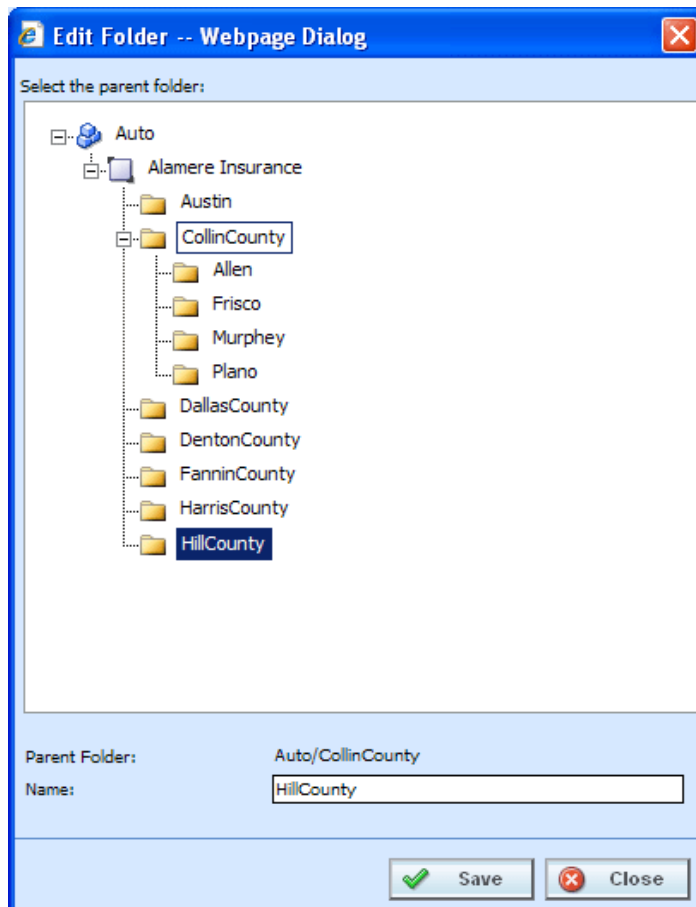 Edit Folder -- Webpage Dialog
Select the parent folder:
Auto
Alamere Insurance
Austin
CollinCounty
Allen
Frisco
Murphey
Plano
DallasCounty
DentonCounty
FanninCounty
HarrisCounty
HillCounty
Parent Folder: Auto/CollinCounty
Name: HillCounty
Save Close